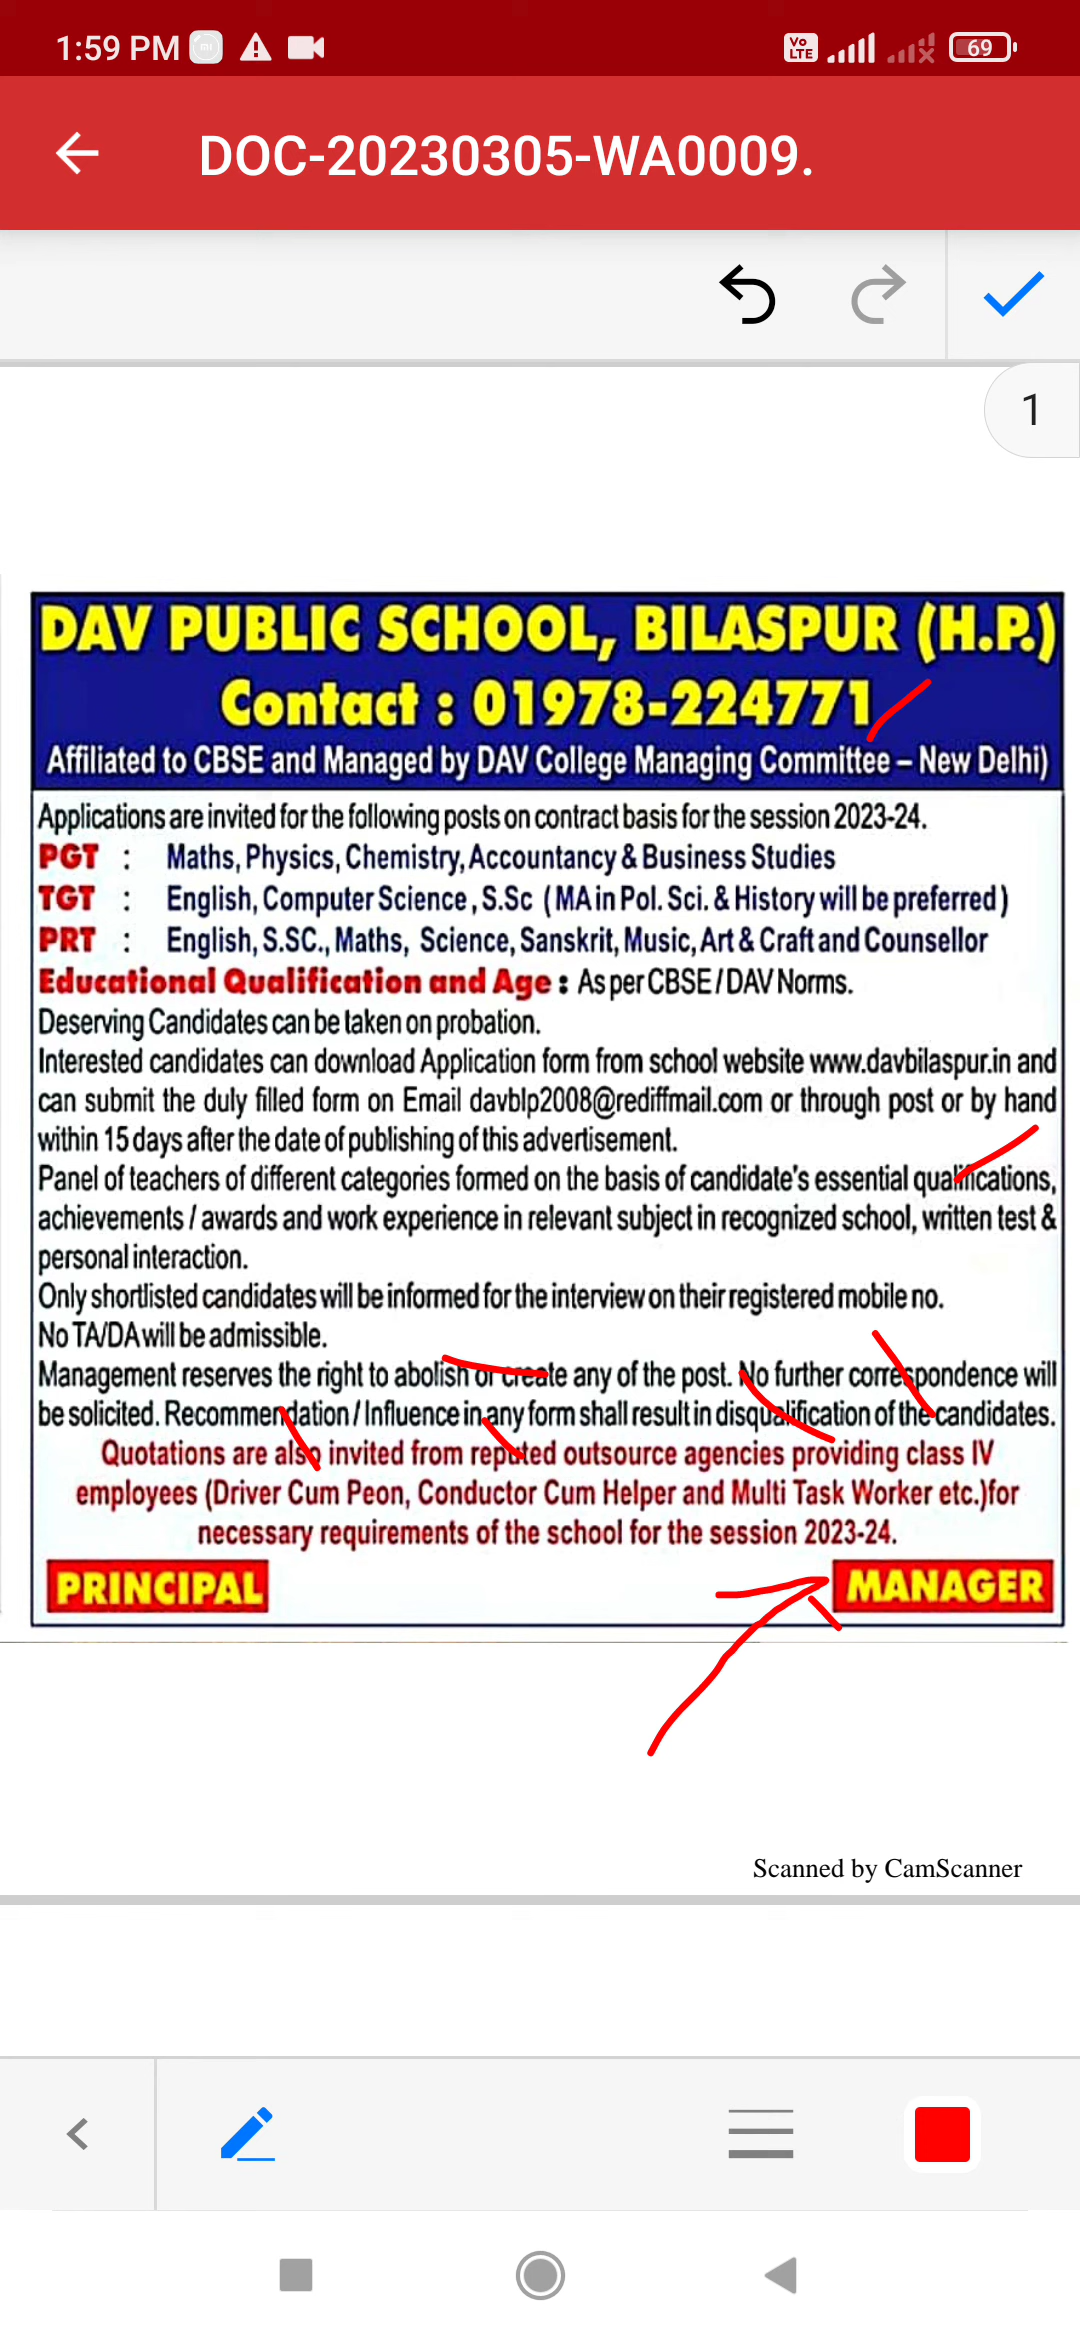 1:59 PM
Vo LTE
69
DOC-20230305-WA0009.
1
DAV PUBLIC SCHOOL, BILASPUR (H.P.)
Contact : 01978-224771
Affiliated to CBSE and Managed by DAV College Managing Committee – New Delhi)
Applications are invited for the following posts on contract basis for the session 2023-24.
PGT : Maths, Physics, Chemistry, Accountancy & Business Studies
TGT : English, Computer Science, S.Sc (MA in Pol. Sci. & History will be preferred)
PRT : English, S.SC., Maths, Science, Sanskrit, Music, Art & Craft and Counsellor
Educational Qualification and Age : As per CBSE / DAV Norms.
Deserving Candidates can be taken on probation.
Interested candidates can download Application form from school website www.davbilaspur.in and
can submit the duly filled form on Email davblp2008@rediffmail.com or through post or by hand
within 15 days after the date of publishing of this advertisement.
Panel of teachers of different categories formed on the basis of candidate's essential qualifications,
achievements / awards and work experience in relevant subject in recognized school, written test &
personal interaction.
Only shortlisted candidates will be informed for the interview on their registered mobile no.
No TA/DA will be admissible.
Management reserves the right to abolish or create any of the post. No further correspondence will
be solicited. Recommendation / Influence in any form shall result in disqualification of the candidates.
Quotations are also invited from reputed outsource agencies providing class IV
employees (Driver Cum Peon, Conductor Cum Helper and Multi Task Worker etc.)for
necessary requirements of the school for the session 2023-24.
PRINCIPAL MANAGER
Scanned by CamScanner